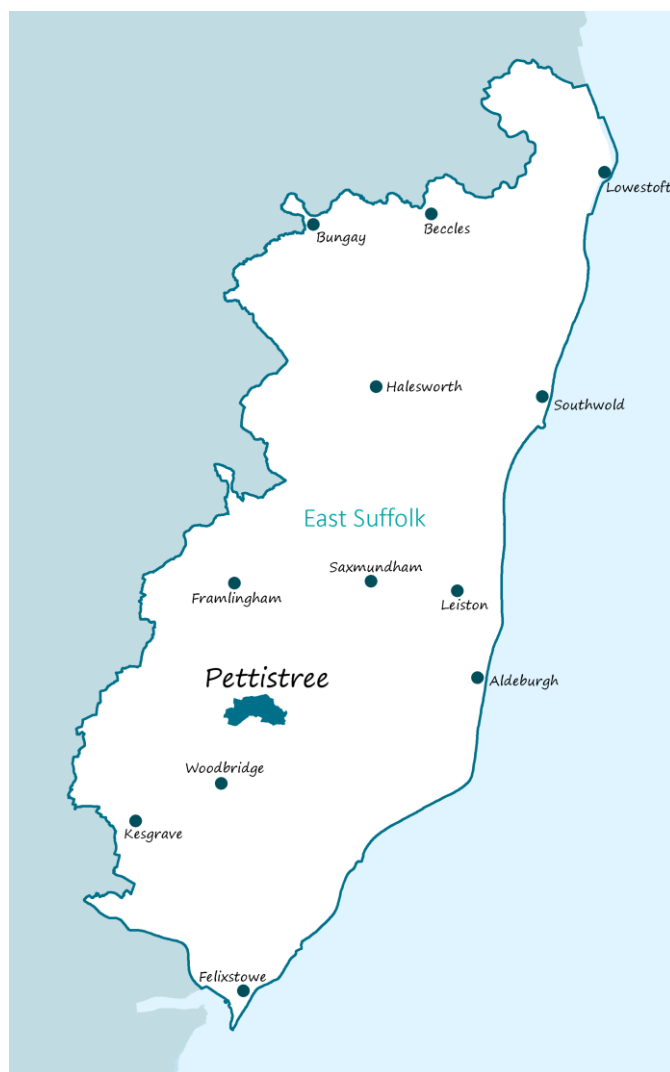 Lowestoft
Beccles
Bungay
Halesworth
Southwold
East Suffolk
Saxmundham
Framlingham
Leiston
Pettistree
Aldeburgh
Woodbridge
Kesgrave
Felixstowe